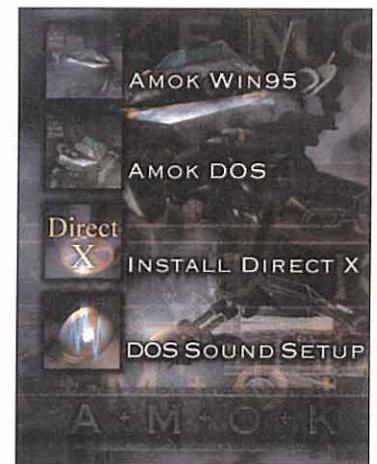 AMOK WIN95
AMOK DOS
Direct
X
INSTALL DIRECT X
DOS SOUND SETUP
A + M + O + K